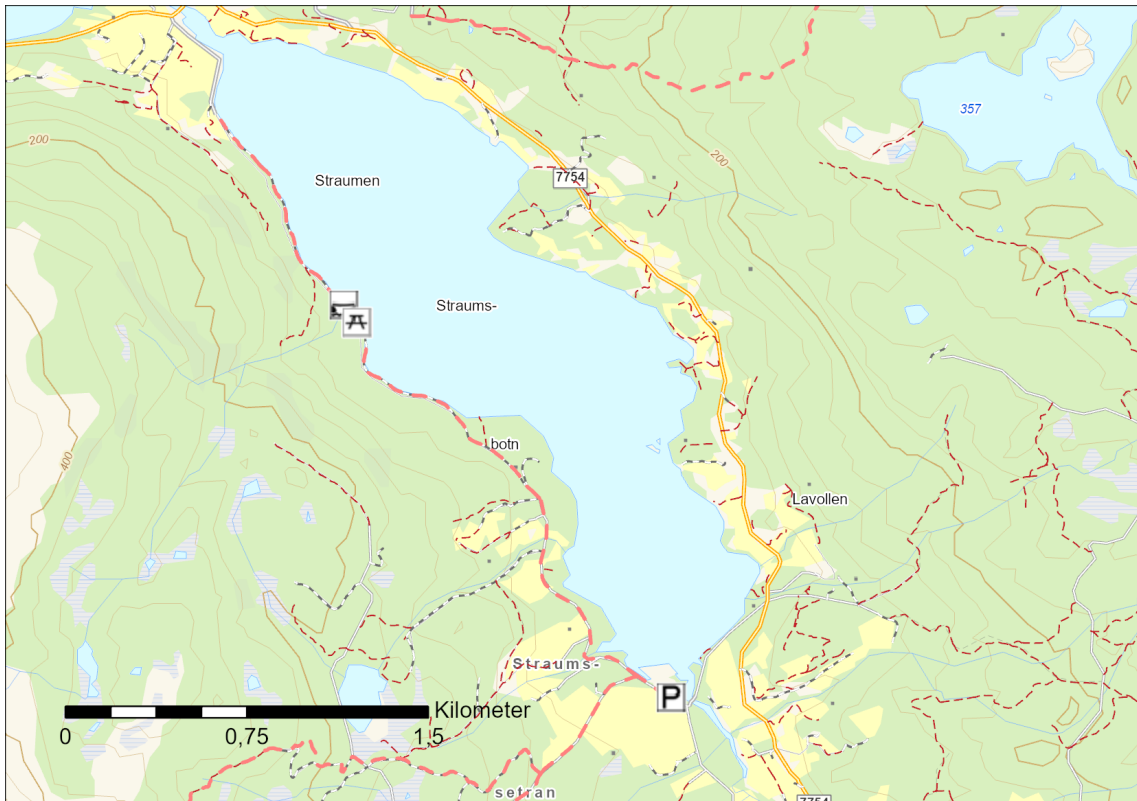 357
200
200
7754
Straumen
Straums-
botn
400
Lavollen
Straums-
P
Kilometer
0
0,75
1,5
setran
7754